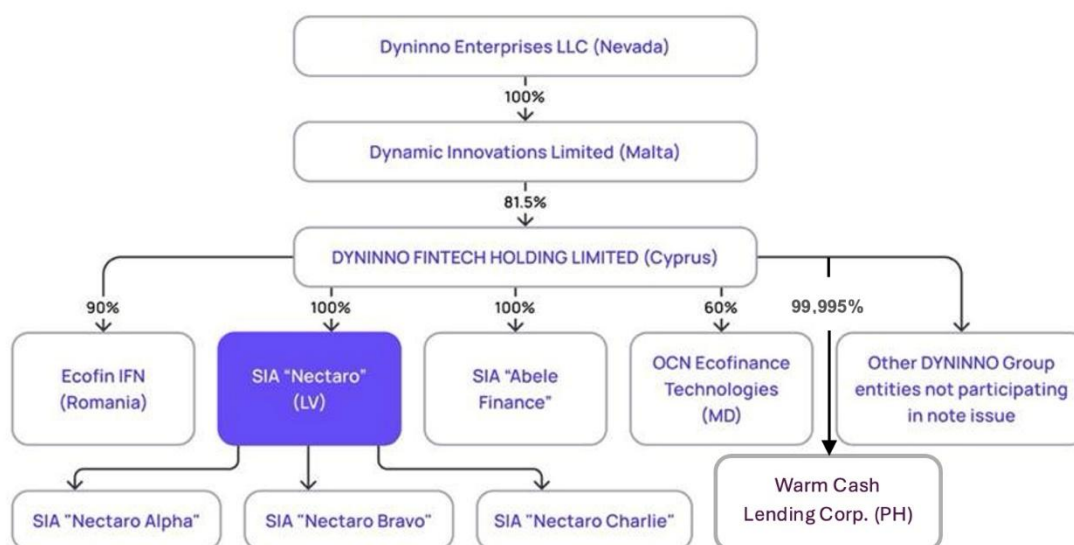 Dyninno Enterprises LLC (Nevada)
100%
Dynamic Innovations Limited (Malta)
81.5%
DYNINNO FINTECH HOLDING LIMITED (Cyprus)
90%
100%
100%
60%
99,995%
Ecofin IFN
(Romania)
SIA “Nectaro”
(LV)
SIA “Abele
Finance”
OCN Ecofinance
Technologies
(MD)
Other DYNINNO Group
entities not participating
in note issue
SIA "Nectaro Alpha"
SIA "Nectaro Bravo"
SIA "Nectaro Charlie"
Warm Cash
Lending Corp. (PH)